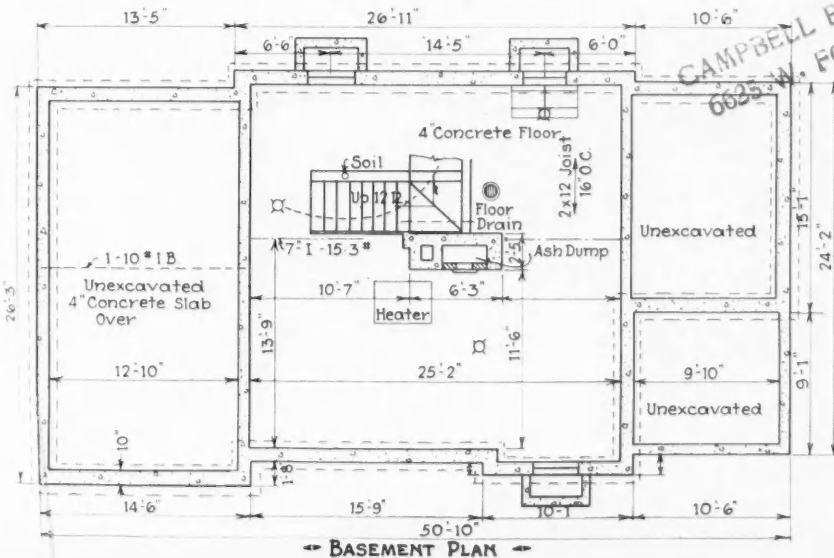 13'-5"
26'-11"
10'-6"
6'-6"
14'-5"
6'-0"
CAMPBELL
6625 W.
4" Concrete Floor
2x12 Joist
16" O.C.
Soil
Up 12 R.
Floor
Drain
15'-1"
24'-2"
Unexcavated
7" I -15.3#
2'-5"
Ash Dump
1-10" I B
Unexcavated
4" Concrete Slab
Over
26'-3"
10'-7"
6'-3"
Heater
13'-9"
11'-6"
12'-10"
25'-2"
9'-10"
9'-1"
Unexcavated
10"
1'-8"
14'-6"
15'-9"
10'-1"
10'-6"
50'-10"
BASEMENT PLAN